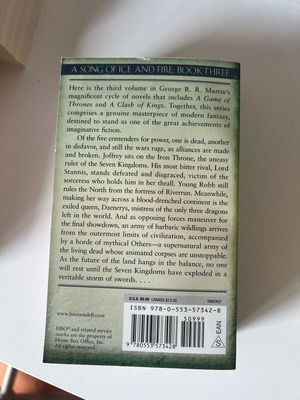 A SONG OF ICE AND FIRE: BOOK THREE
Here is the third volume in George R. R. Martin's
magnificent cycle of novels that includes A Game of
Thrones and A Clash of Kings. Together, this series
comprises a genuine masterpiece of modern fantasy,
destined to stand as one of the great achievements of
imaginative fiction.
Of the five contenders for power, one is dead, another
in disfavor, and still the wars rage, as alliances are made
and broken. Joffrey sits on the Iron Throne, the uneasy
ruler of the Seven Kingdoms. His most bitter rival, Lord
Stannis, stands defeated and disgraced, victim of the
sorceress who holds him in her thrall. Young Robb still
rules the North from the fortress of Riverrun. Meanwhile,
making her way across a blood-drenched continent is the
exiled queen, Daenerys, mistress of the only three dragons
left in the world. And as opposing forces maneuver for
the final showdown, an army of barbaric wildlings arrives
from the outermost limits of civilization, accompanied
by a horde of mythical Others—a supernatural army of
the living dead whose animated corpses are unstoppable.
As the future of the land hangs in the balance, no one
will rest until the Seven Kingdoms have exploded in a
veritable storm of swords. . . .
U.S.A. $9.99 CANADA $13.00 FANTASY
ISBN 978-0-553-57342-8
50999
9 780553 573428
EAN
www.bantamdell.com
HBO® and related service
marks are the property of
Home Box Office, Inc.